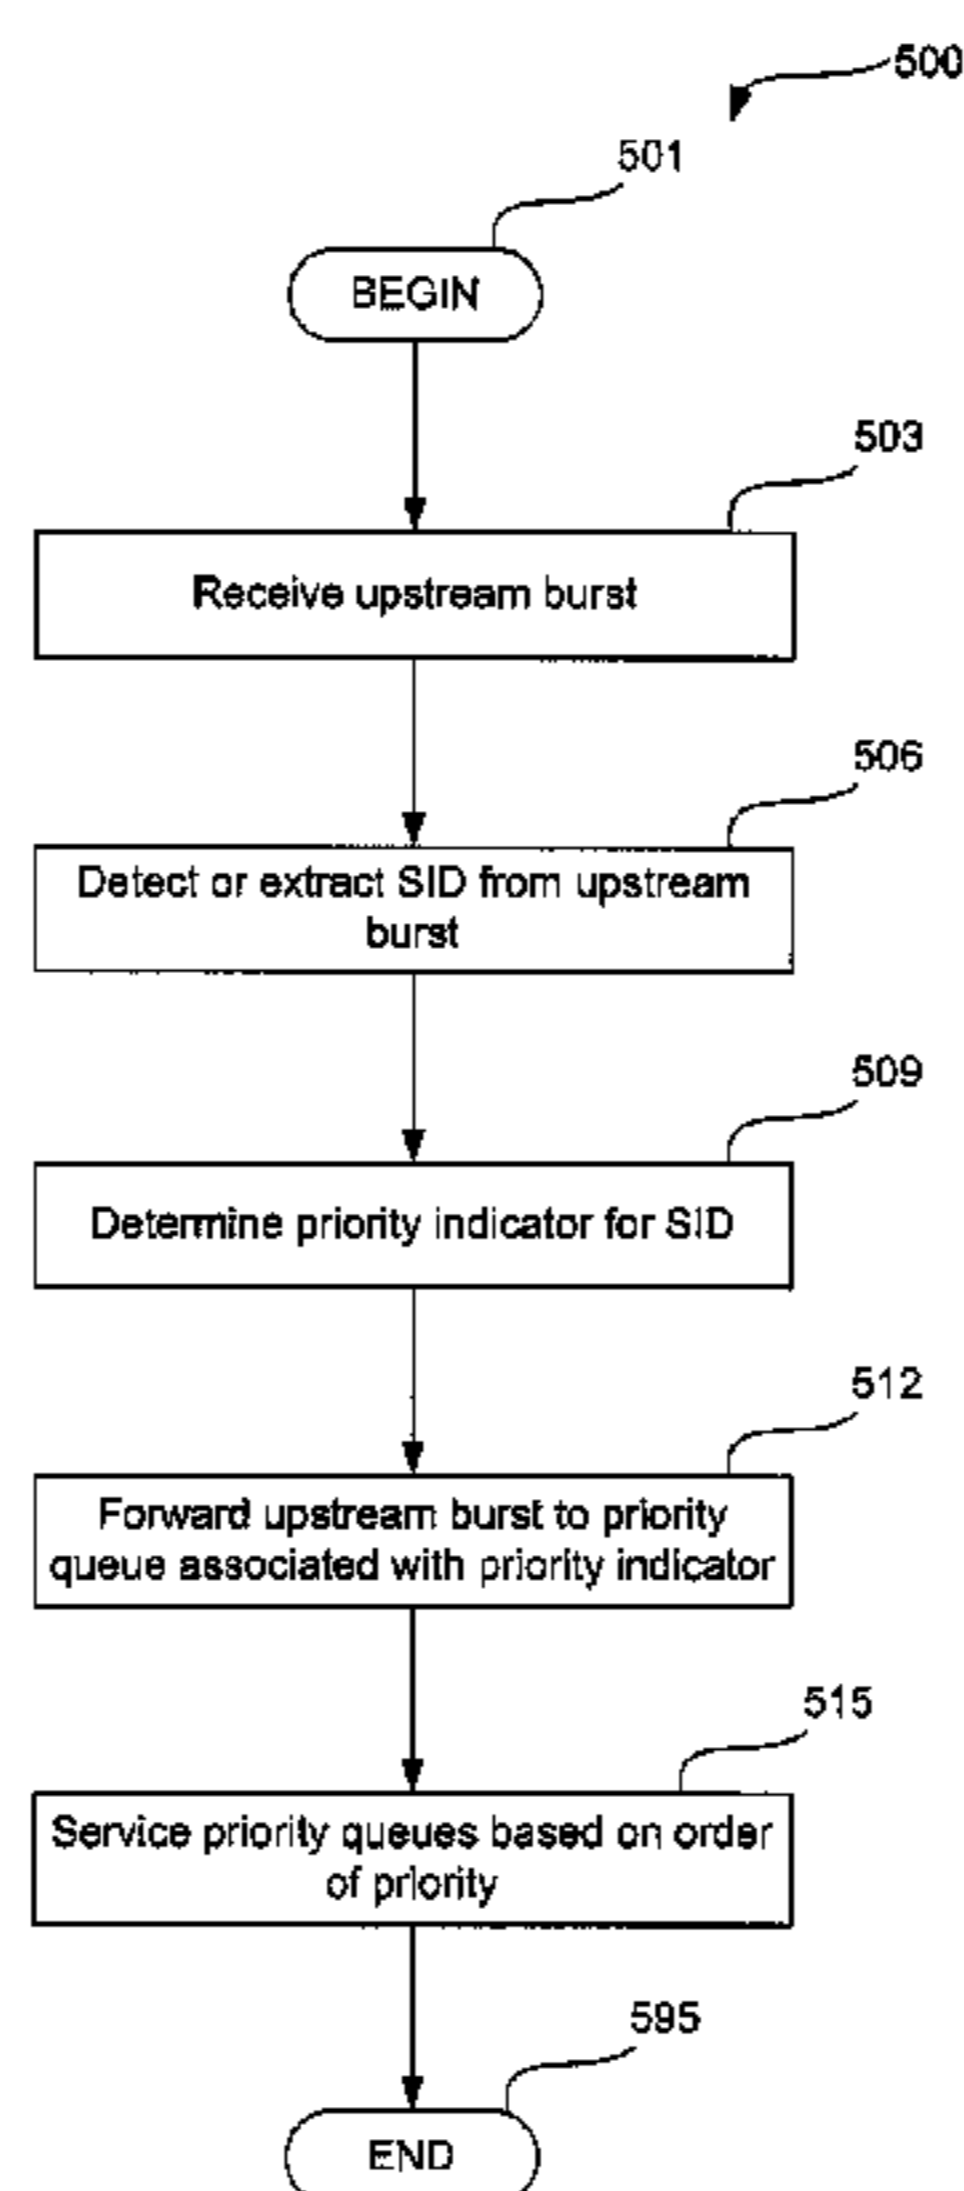 500
501
BEGIN
503
Receive upstream burst
506
Detect or extract SID from upstream
burst
509
Determine priority indicator for SID
512
Forward upstream burst to priority
queue associated with priority indicator
515
Service priority queues based on order
of priority
595
END